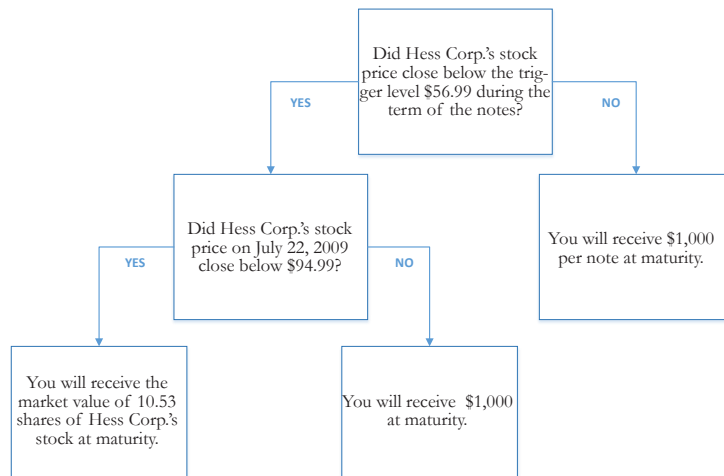 Did Hess Corp.'s stock
price close below the trig-
ger level $56.99 during the
term of the notes?
YES
NO
Did Hess Corp.'s stock
price on July 22, 2009
close below $94.99?
You will receive $1,000
per note at maturity.
YES
NO
You will receive the
market value of 10.53
shares of Hess Corp.'s
stock at maturity.
You will receive $1,000
at maturity.